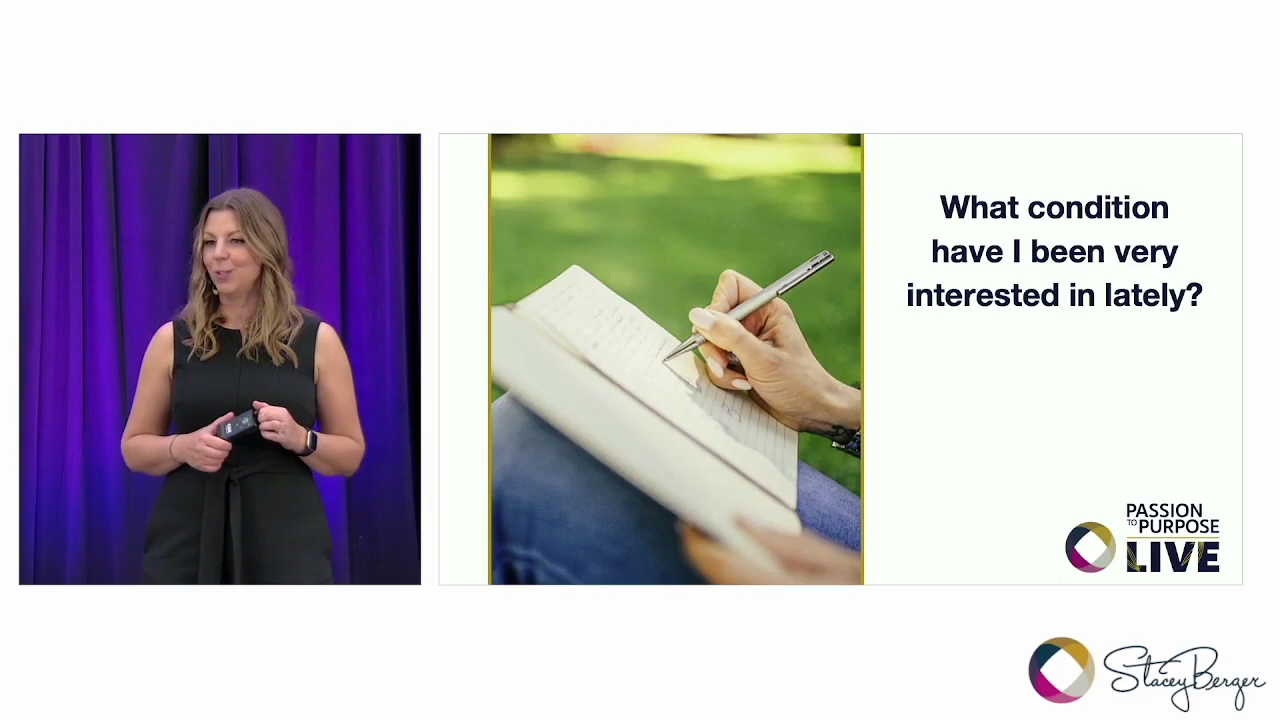 What condition
have I been very
interested in lately?
PASSION
TO PURPOSE
LIVE
Stacey Berger